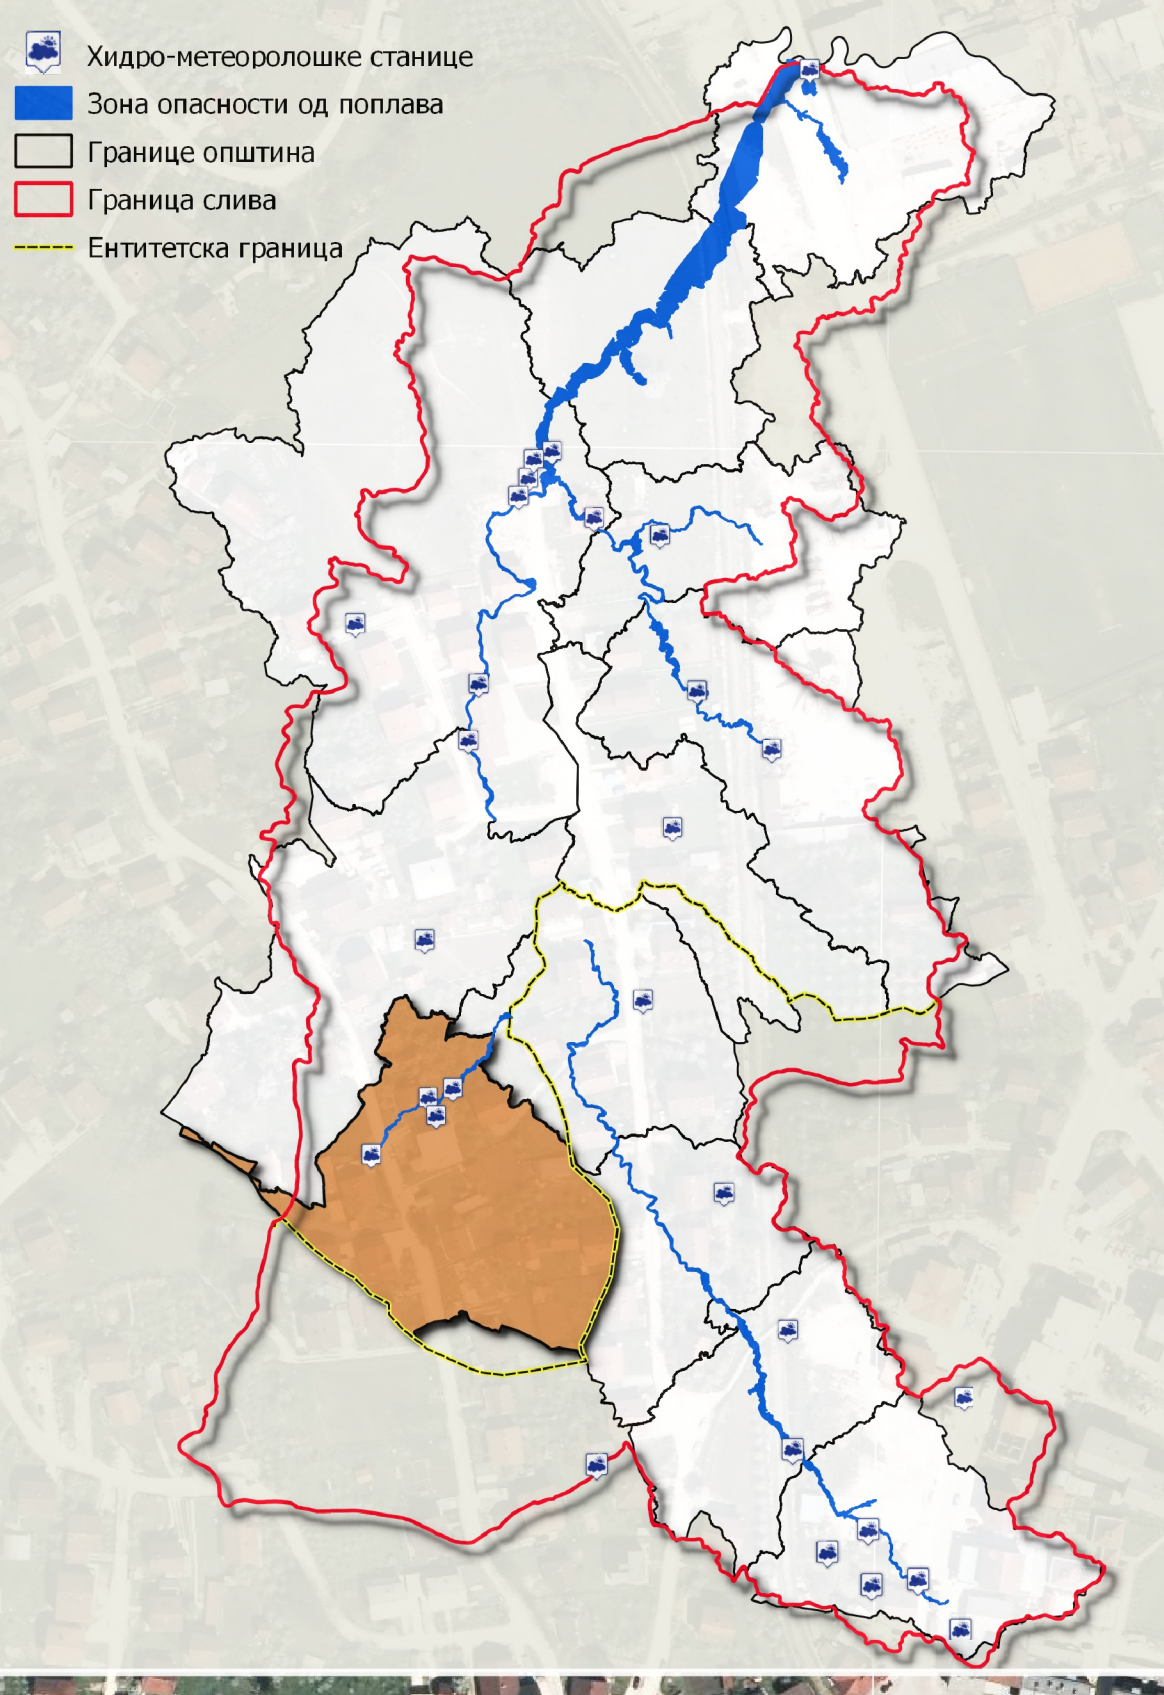 Хидро-метеоролошке станице
Зона опасности од поплава
Границе општина
Граница слива
Ентитетска граница